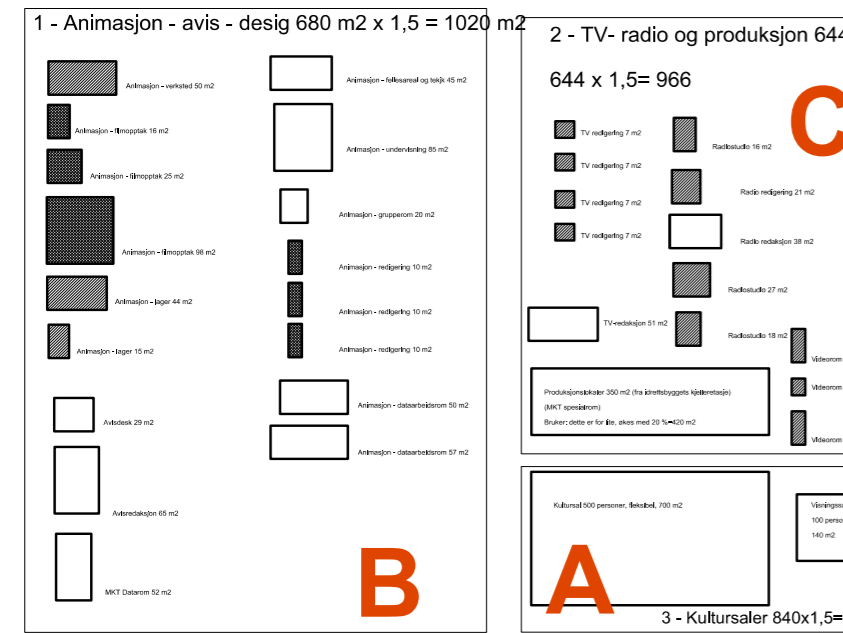 1 - Animasjon - avis - desig 680 m2 x 1,5 = 1020 m2
Animasjon - verksted 50 m2
Animasjon - filmopptak 16 m2
Animasjon - filmopptak 25 m2
Animasjon - filmopptak 98 m2
Animasjon - lager 44 m2
Animasjon - lager 15 m2
Avisdesk 29 m2
Avisredaksjon 65 m2
MKT Datarom 52 m2
Animasjon - fellesareal og tekjk 45 m2
Animasjon - undervisning 85 m2
Animasjon - grupperom 20 m2
Animasjon - redigering 10 m2
Animasjon - redigering 10 m2
Animasjon - redigering 10 m2
Animasjon - dataarbeidsrom 50 m2
Animasjon - dataarbeidsrom 57 m2
B
2 - TV- radio og produksjon 644
644 x 1,5= 966
C
TV redigering 7 m2
TV redigering 7 m2
TV redigering 7 m2
TV redigering 7 m2
Radiostudio 16 m2
Radio redigering 21 m2
Radio redaksjon 38 m2
Radiostudio 27 m2
TV-redaksjon 51 m2
Radiostudio 18 m2
Videorom
Videorom
Videorom
Produksjonslokater 350 m2 (fra idrettsbyggets kjelleretasje)
(MKT spesialrom)
Bruker: dette er for lite, økes med 20 %=420 m2
Kultursal 500 personer, fleksibel, 700 m2
A
Visningssa
100 perso
140 m2
3 - Kultursaler 840x1,5=